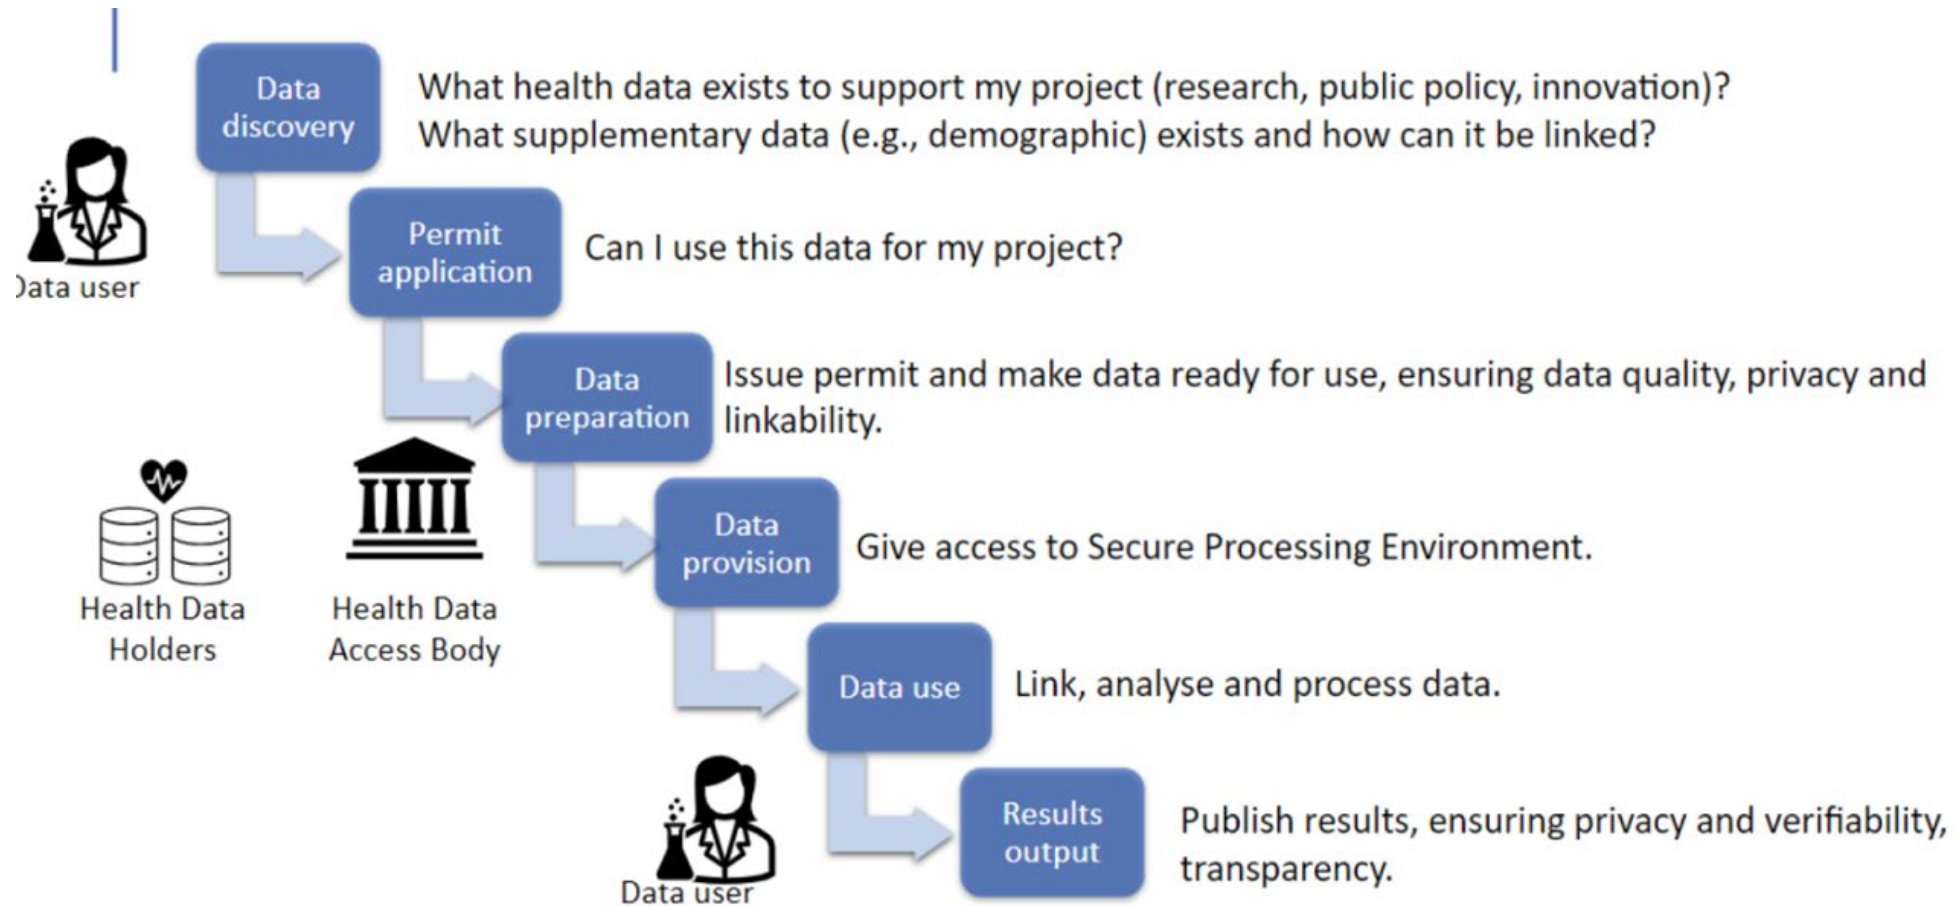 Data
discovery
What health data exists to support my project (research, public policy, innovation)?
What supplementary data (e.g., demographic) exists and how can it be linked?
Data user
Permit
application
Can I use this data for my project?
Data
preparation
Issue permit and make data ready for use, ensuring data quality, privacy and
linkability.
Health Data
Holders
Health Data
Access Body
Data
provision
Give access to Secure Processing Environment.
Data use
Link, analyse and process data.
Data user
Results
output
Publish results, ensuring privacy and verifiability,
transparency.